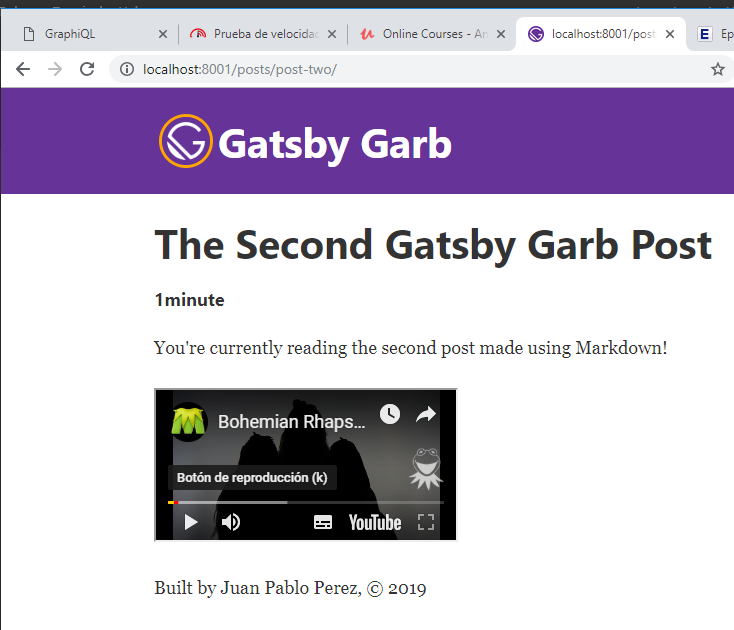 GraphiQL
Prueba de velocidad
Online Courses - An
localhost:8001/post
Ep
localhost:8001/posts/post-two/
Gatsby Garb
The Second Gatsby Garb Post
1minute
You're currently reading the second post made using Markdown!
Bohemian Rhaps...
Botón de reproducción (k)
YouTube
Built by Juan Pablo Perez, © 2019